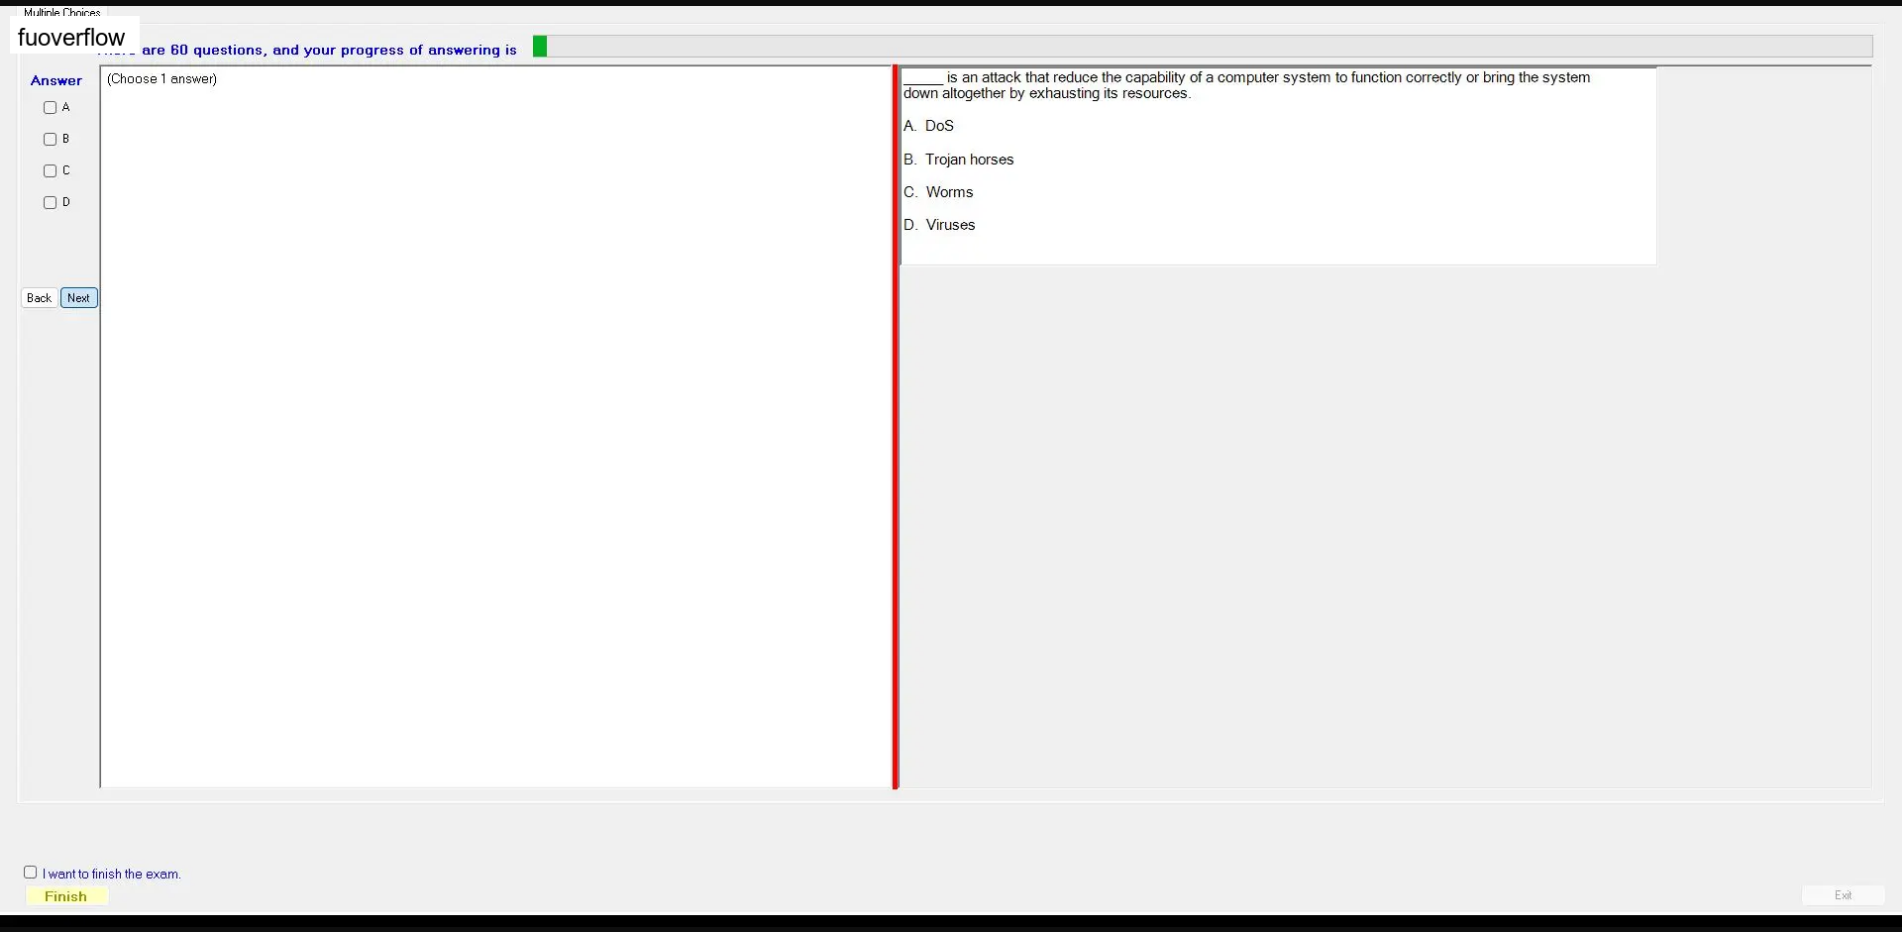 Multiple Choices
fuoverflow
are 60 questions, and your progress of answering is
Answer
(Choose 1 answer)
A
B
C
D
Back Next
_____ is an attack that reduce the capability of a computer system to function correctly or bring the system
down altogether by exhausting its resources.
A. DoS
B. Trojan horses
C. Worms
D. Viruses
I want to finish the exam.
Finish
Exit